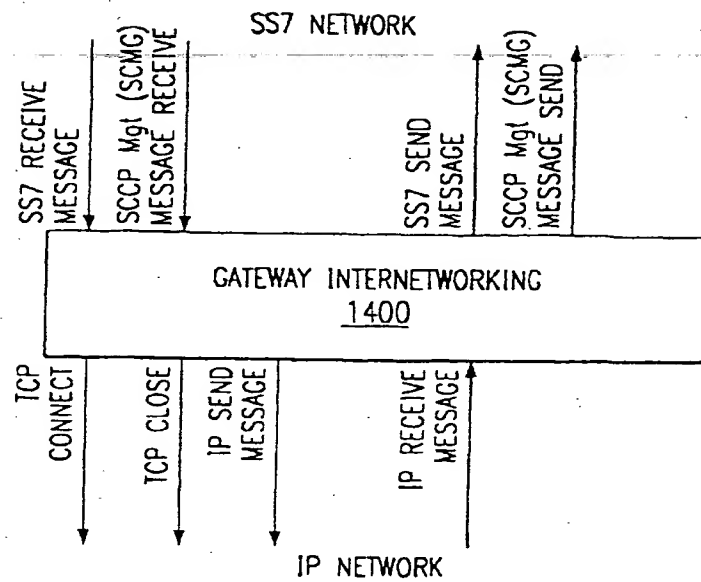 SS7 NETWORK
SS7 RECEIVE
MESSAGE
SCCP Mgt (SCMG)
MESSAGE RECEIVE
SS7 SEND
MESSAGE
SCCP Mgt (SCMG)
MESSAGE SEND
GATEWAY INTERNETWORKING
1400
TCP
CONNECT
TCP CLOSE
IP SEND
MESSAGE
IP RECEIVE
MESSAGE
IP NETWORK